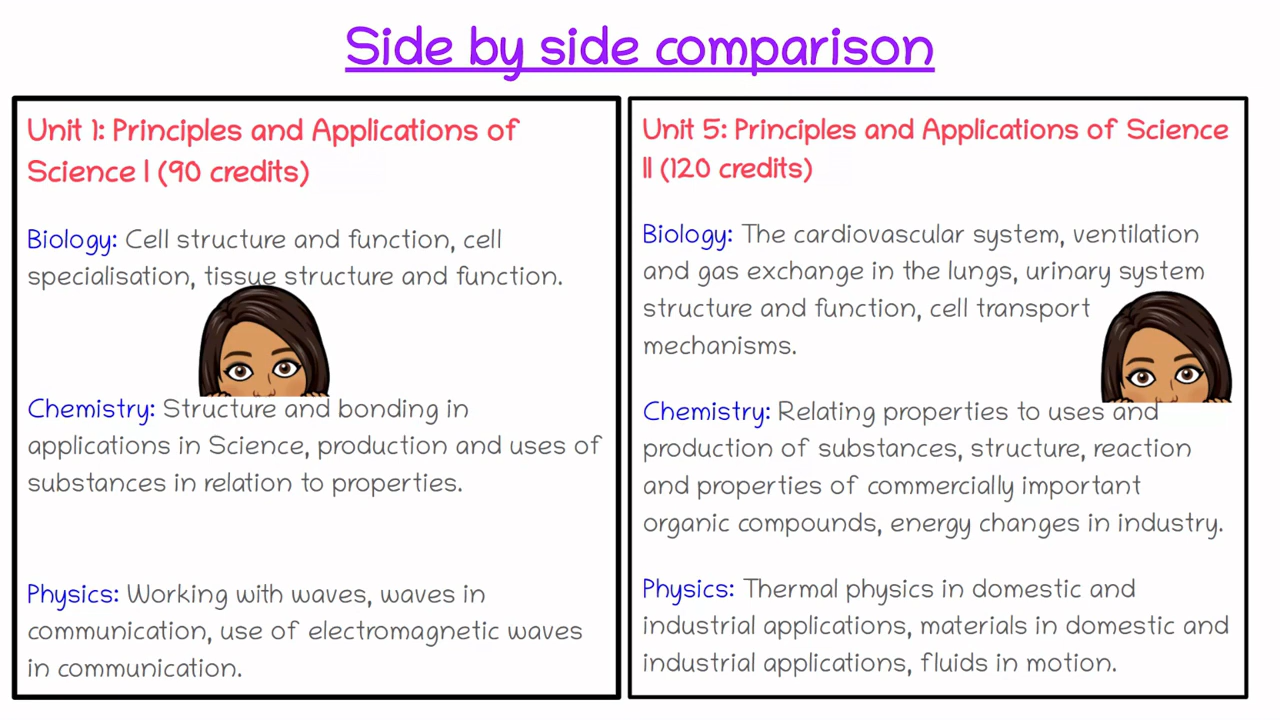 Side by side comparison
Unit 1: Principles and Applications of
Science I (90 credits)
Biology: Cell structure and function, cell
specialisation, tissue structure and function.
Chemistry: Structure and bonding in
applications in Science, production and uses of
substances in relation to properties.
Physics: Working with waves, waves in
communication, use of electromagnetic waves
in communication.
Unit 5: Principles and Applications of Science
II (120 credits)
Biology: The cardiovascular system, ventilation
and gas exchange in the lungs, urinary system
structure and function, cell transport
mechanisms.
Chemistry: Relating properties to uses and
production of substances, structure, reaction
and properties of commercially important
organic compounds, energy changes in industry.
Physics: Thermal physics in domestic and
industrial applications, materials in domestic and
industrial applications, fluids in motion.